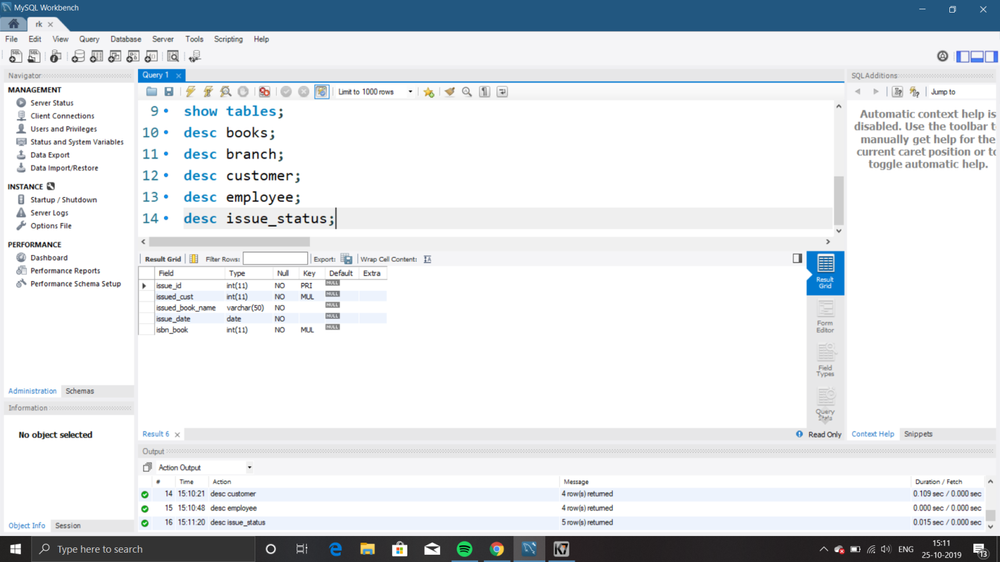 MySQL Workbench
rk
File Edit View Query Database Server Tools Scripting Help
Navigator
MANAGEMENT
Server Status
Client Connections
Users and Privileges
Status and System Variables
Data Export
Data Import/Restore
INSTANCE
Startup / Shutdown
Server Logs
Options File
PERFORMANCE
Dashboard
Performance Reports
Performance Schema Setup
Administration Schemas
Information
No object selected
Object Info Session
Query 1
Limit to 1000 rows
9 show tables;
10 desc books;
11 desc branch;
12 desc customer;
13 desc employee;
14 desc issue_status;
Result Grid Filter Rows: Export: Wrap Cell Content:
Field Type Null Key Default Extra
issue_id int(11) NO PRI NULL
issued_cust int(11) NO MUL NULL
issued_book_name varchar(50) NO NULL
issue_date date NO NULL
isbn_book int(11) NO MUL NULL
Result
Grid
Form
Editor
Field
Types
Query
Stats
Result 6
Read Only
SQLAdditions
Jump to
Automatic context help is
disabled. Use the toolbar t
manually get help for the
current caret position or to
toggle automatic help.
Context Help Snippets
Output
Action Output
# Time Action Message Duration / Fetch
14 15:10:21 desc customer 4 row(s) returned 0.109 sec / 0.000 sec
15 15:10:48 desc employee 4 row(s) returned 0.000 sec / 0.000 sec
16 15:11:20 desc issue_status 5 row(s) returned 0.015 sec / 0.000 sec
Type here to search
K7
ENG
15:11
25-10-2019
13